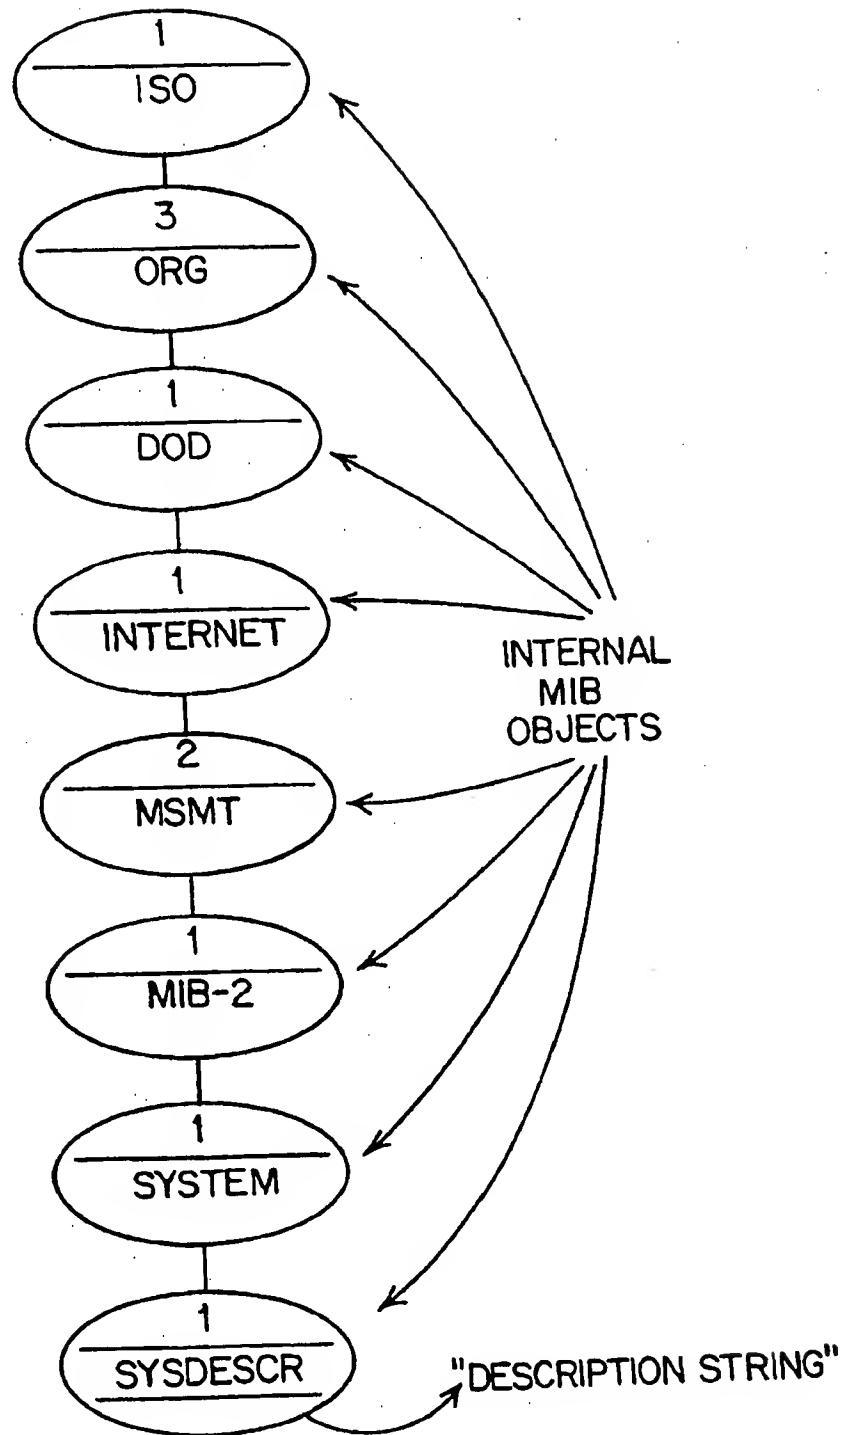 1
ISO
3
ORG
1
DOD
1
INTERNET
2
MSMT
1
MIB-2
1
SYSTEM
1
SYSDESCR
INTERNAL
MIB
OBJECTS
"DESCRIPTION STRING"